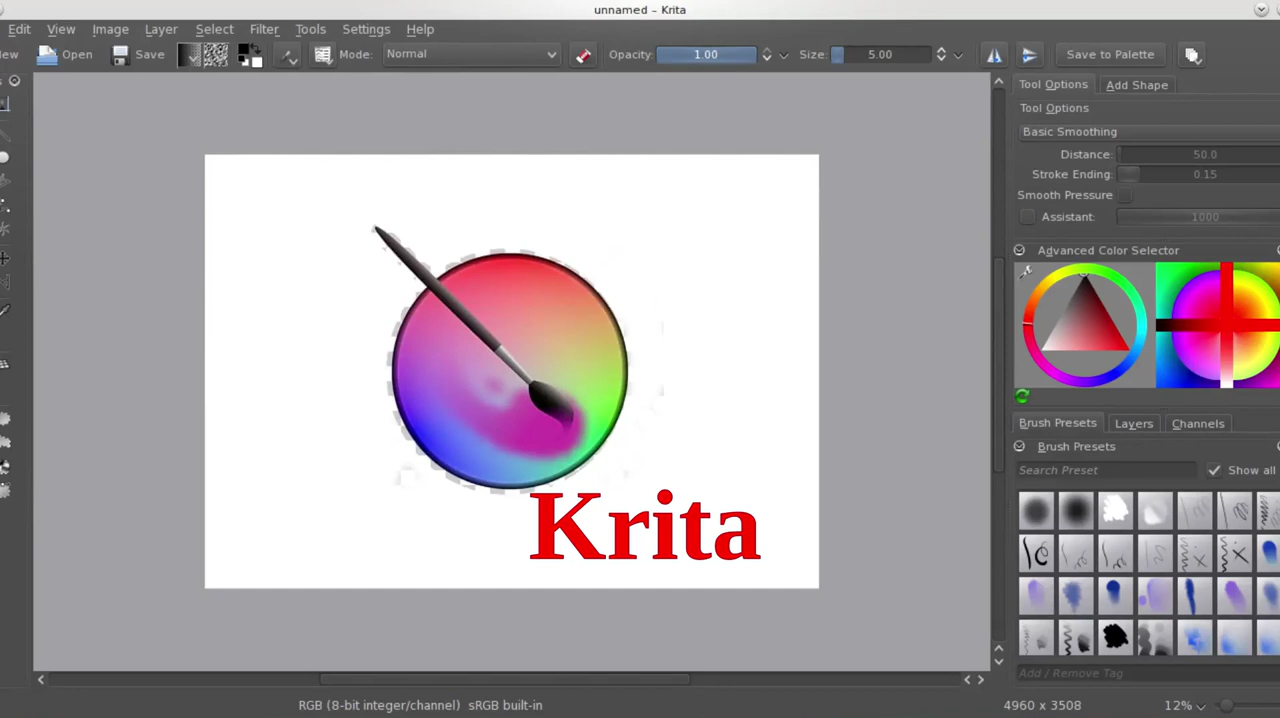 unnamed – Krita
Edit View Image Layer Select Filter Tools Settings Help
Open Save Mode: Normal Opacity: 1.00 Size: 5.00 Save to Palette
Tool Options Add Shape
Tool Options
Basic Smoothing
Distance: 50.0
Stroke Ending: 0.15
Smooth Pressure
Assistant: 1000
Advanced Color Selector
Krita
Brush Presets Layers Channels
Brush Presets
Search Preset Show all
Add / Remove Tag
RGB (8-bit integer/channel) sRGB built-in 4960 x 3508 12%